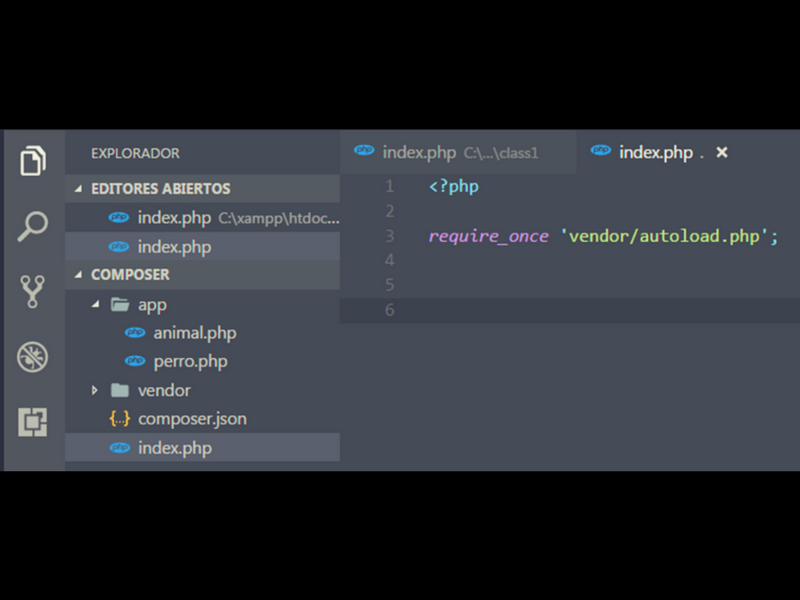 EXPLORADOR
EDITORES ABIERTOS
php index.php C:\xampp\htdoc...
php index.php
COMPOSER
app
php animal.php
php perro.php
vendor
{..} composer.json
php index.php
php index.php C:\...\class1
php index.php .
1 <?php
2
3 require_once 'vendor/autoload.php';
4
5
6